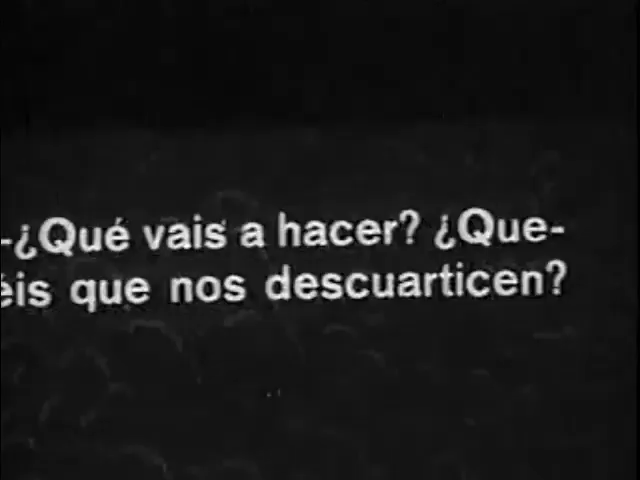 -¿Qué vais a hacer? ¿Que-
éis que nos descuarticen?